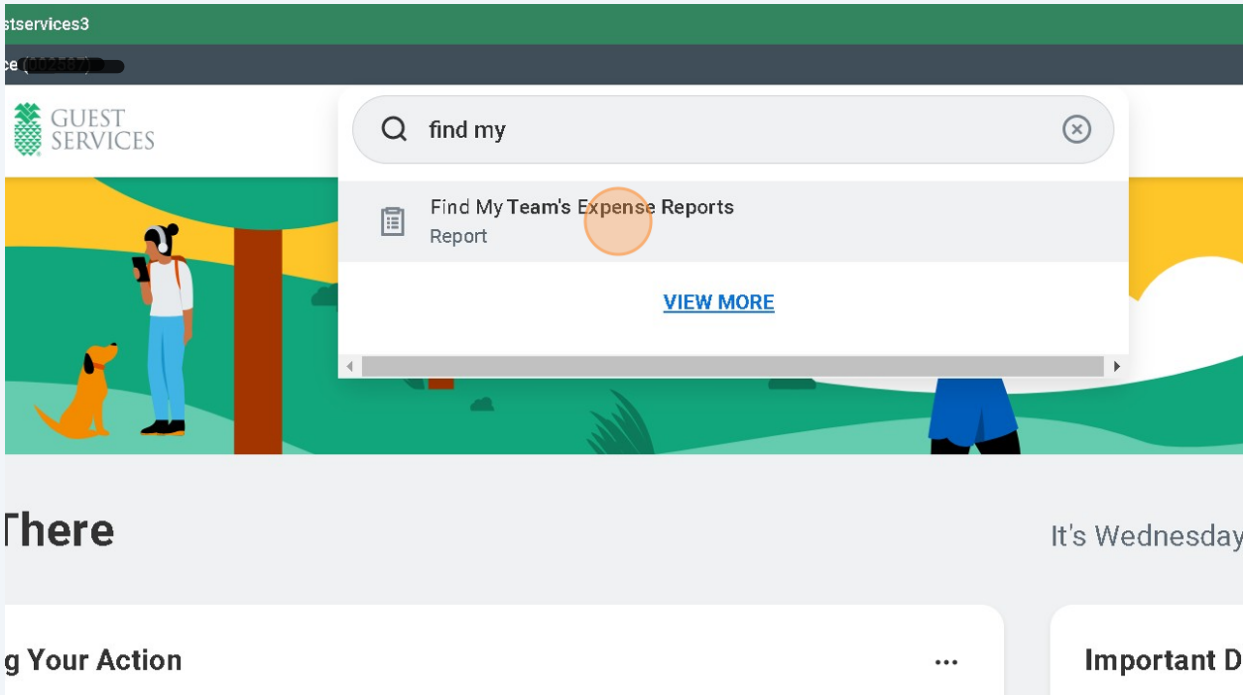 stservices3
ce
GUEST
SERVICES
find my
Find My Team's Expense Reports
Report
VIEW MORE
There
It's Wednesday
g Your Action
Important D